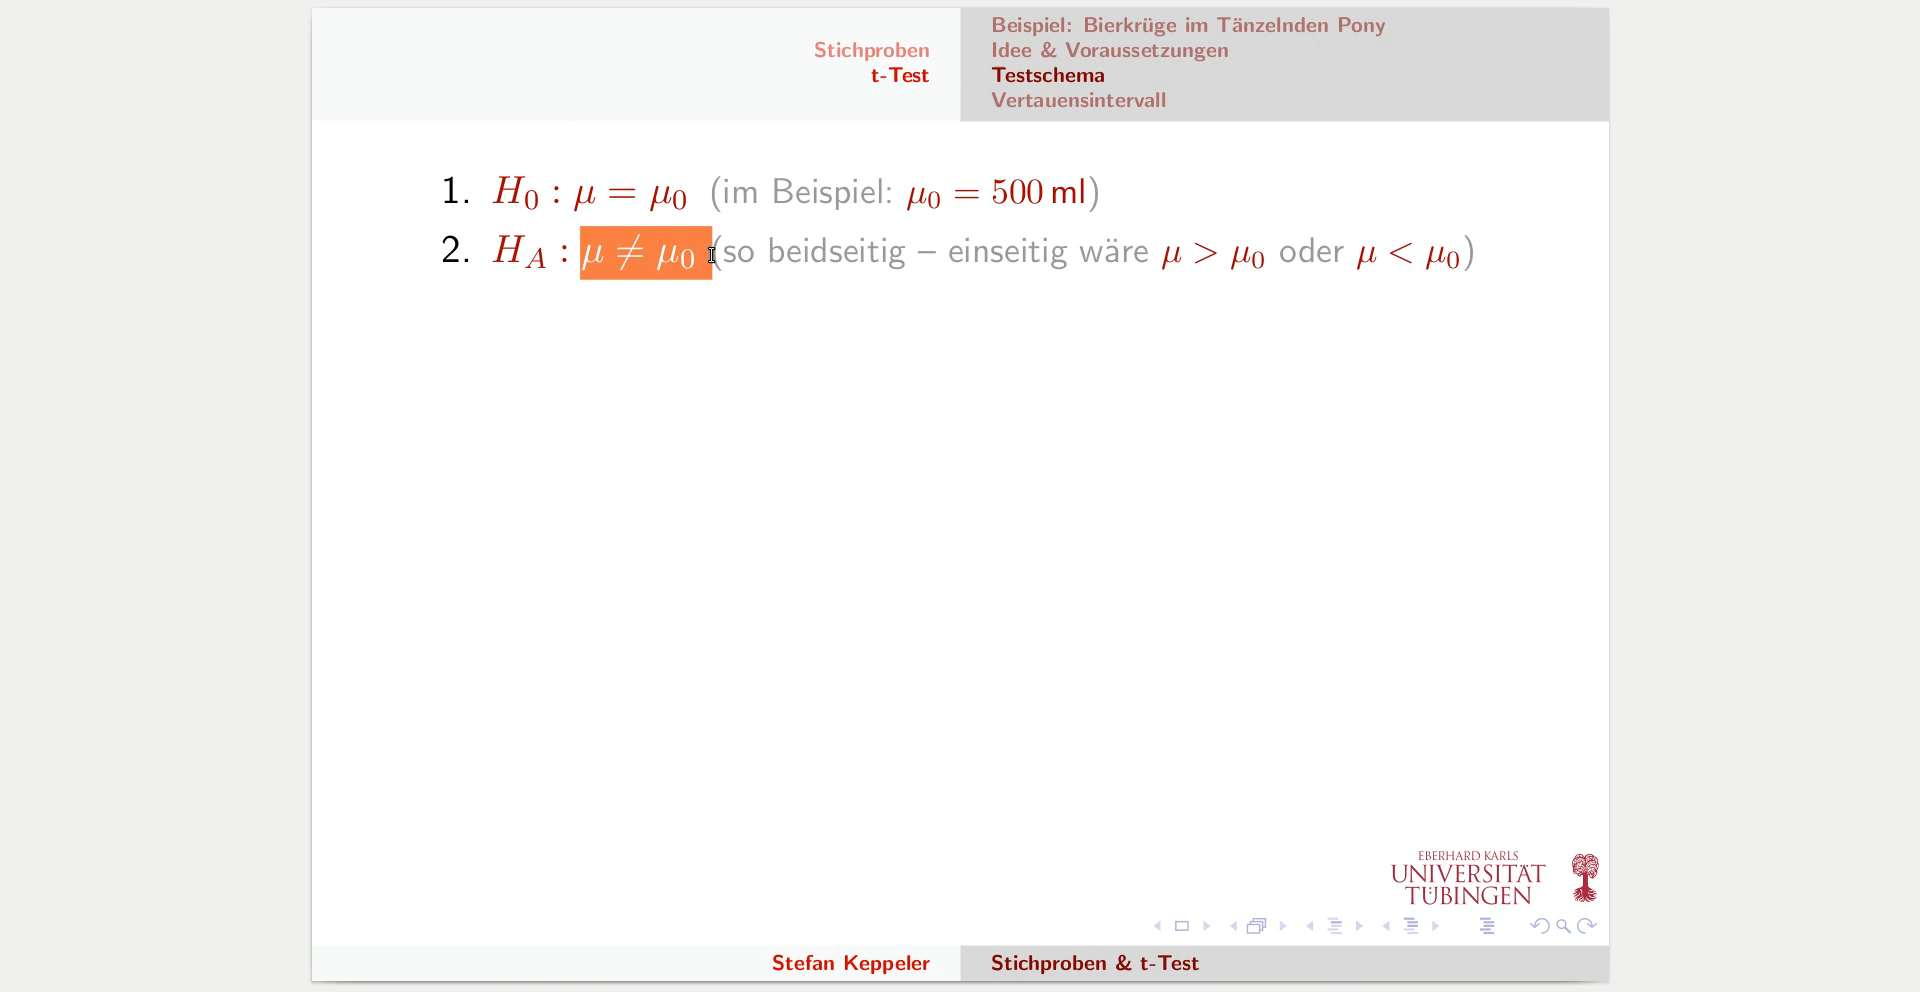 Stichproben
t-Test
Beispiel: Bierkrüge im Tänzelnden Pony
Idee & Voraussetzungen
Testschema
Vertauensintervall
1. H₀ : μ = μ₀ (im Beispiel: μ₀ = 500 ml)
2. H_A : μ ≠ μ₀ (so beidseitig – einseitig wäre μ > μ₀ oder μ < μ₀)
EBERHARD KARLS
UNIVERSITÄT
TÜBINGEN
Stefan Keppeler
Stichproben & t-Test